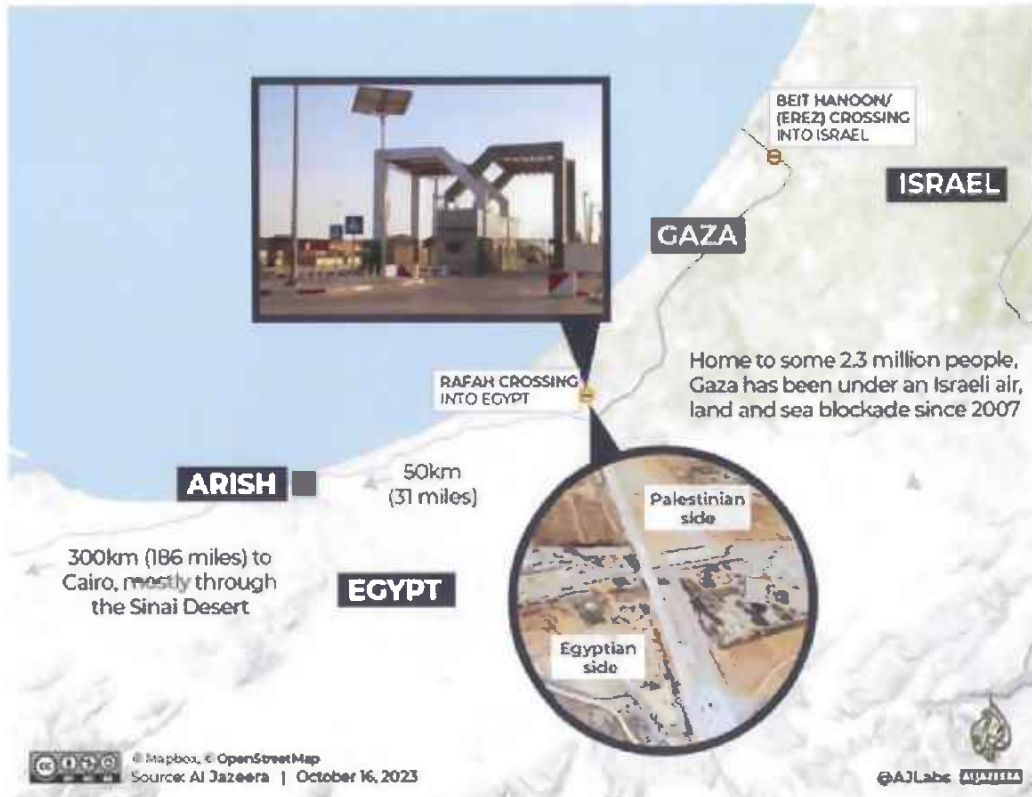 BEIT HANOON/
(EREZ) CROSSING
INTO ISRAEL
ISRAEL
GAZA
Home to some 2.3 million people,
Gaza has been under an Israeli air,
land and sea blockade since 2007
RAFAH CROSSING
INTO EGYPT
ARISH
50km
(31 miles)
Palestinian
side
300km (186 miles) to
Cairo, mostly through
the Sinai Desert
EGYPT
Egyptian
side
© Mapbox, © OpenStreetMap
Source: Al Jazeera | October 16, 2023
@AJLabs ALJAZEERA